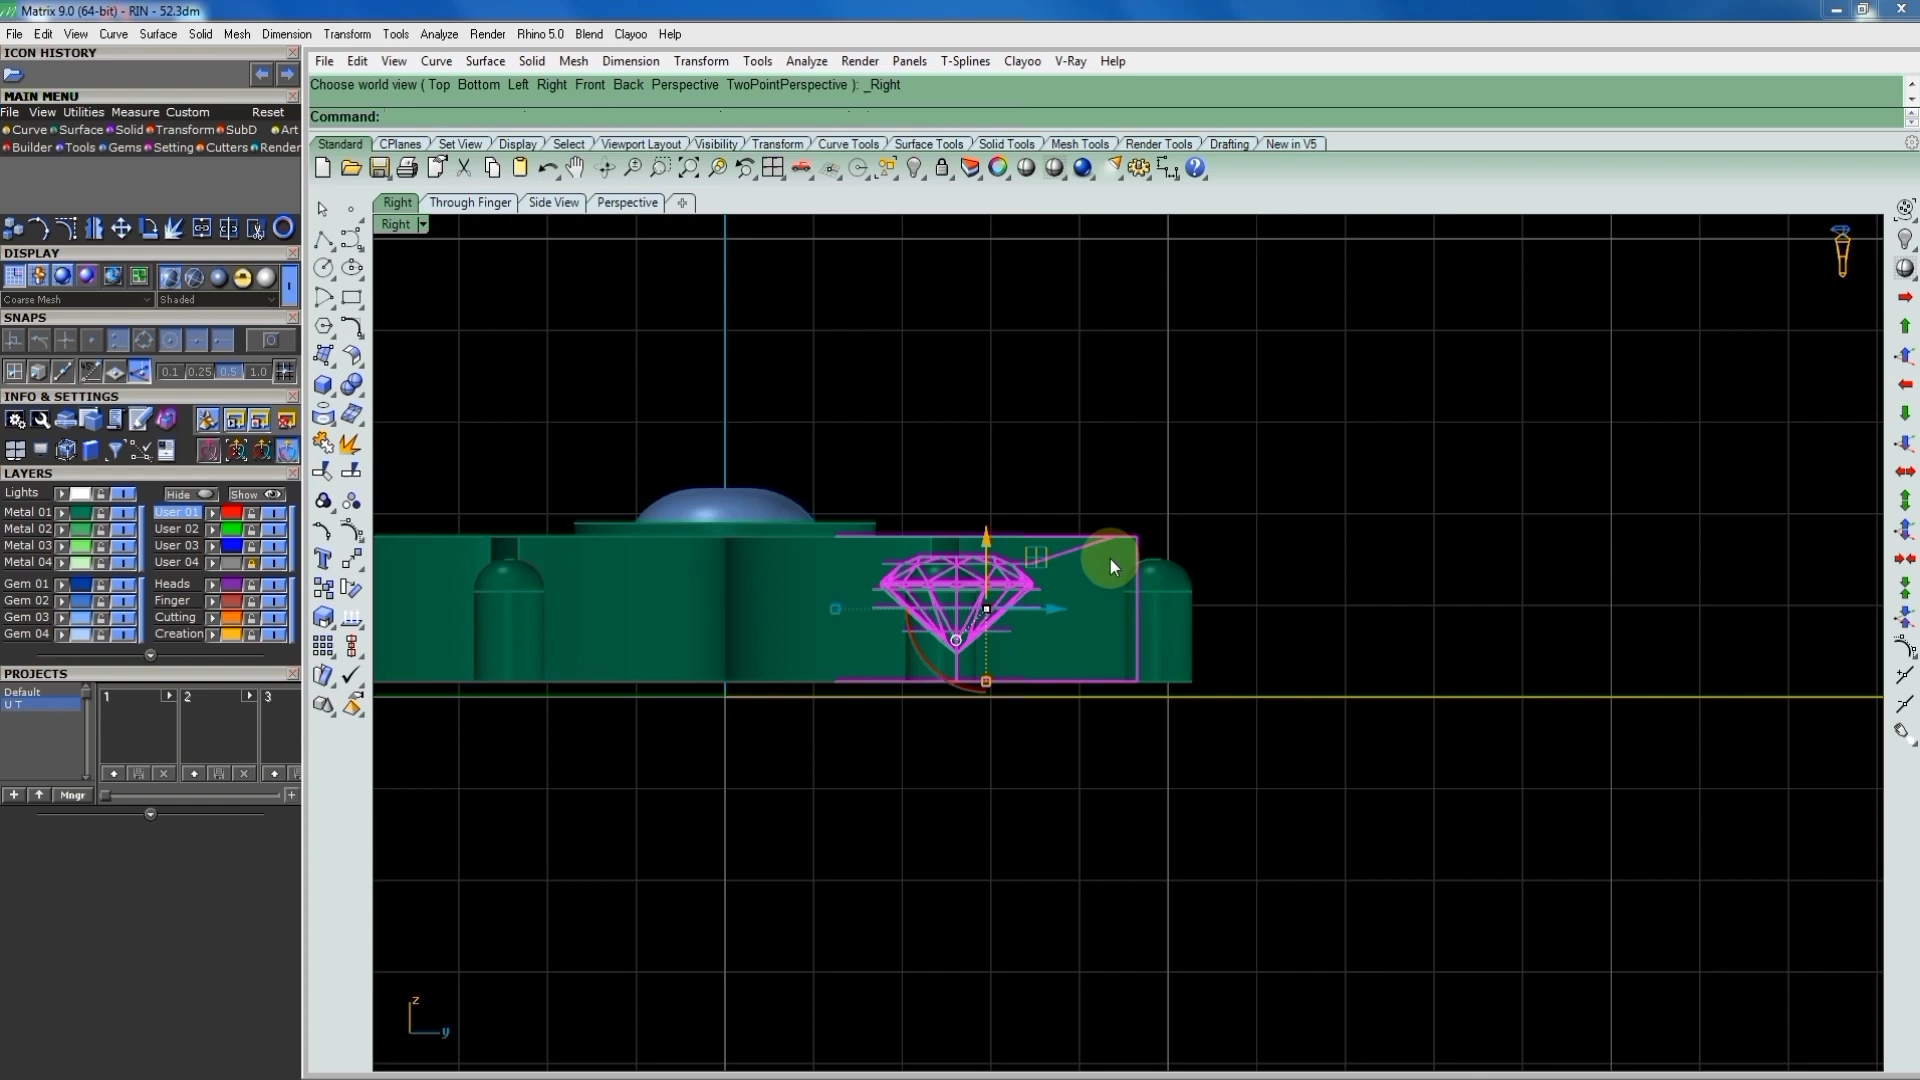 Matrix 9.0 (64-bit) - RIN - 52.3dm
File Edit View Curve Surface Solid Mesh Dimension Transform Tools Analyze Render Rhino 5.0 Blend Clayoo Help
ICON HISTORY
MAIN MENU
File View Utilities Measure Custom Reset
Curve Surface Solid Transform SubD Art
Builder Tools Gems Setting Cutters Render
DISPLAY
Coarse Mesh Shaded
SNAPS
0.1 0.25 0.5 1.0
INFO & SETTINGS
LAYERS
Lights Hide Show
Metal 01 User 01
Metal 02 User 02
Metal 03 User 03
Metal 04 User 04
Gem 01 Heads
Gem 02 Finger
Gem 03 Cutting
Gem 04 Creation
PROJECTS
Default
U T
1 2 3
Mngr
File Edit View Curve Surface Solid Mesh Dimension Transform Tools Analyze Render Panels T-Splines Clayoo V-Ray Help
Choose world view ( Top Bottom Left Right Front Back Perspective TwoPointPerspective ): _Right
Command:
Standard CPlanes Set View Display Select Viewport Layout Visibility Transform Curve Tools Surface Tools Solid Tools Mesh Tools Render Tools Drafting New in V5
Right Through Finger Side View Perspective
Right
z
y